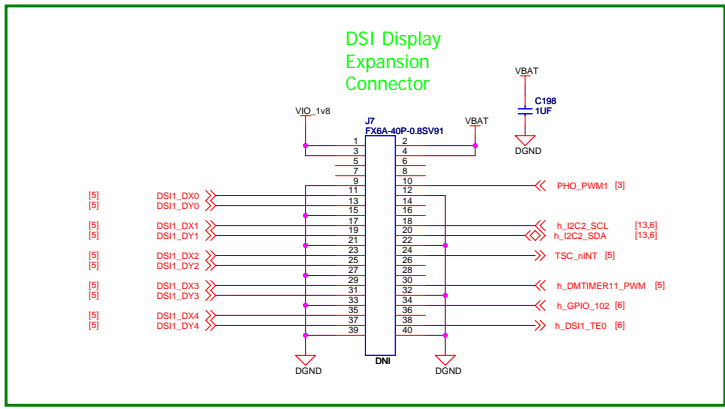 DSI Display
Expansion
Connector
VBAT
C198
1UF
DGND
VIO_1v8
J7
FX6A-40P-0.8SV91
VBAT
1 2
3 4
5 6
7 8
9 10 PHO_PWM1 [3]
[5] DSI1_DX0 11 12
[5] DSI1_DY0 13 14
15 16
[5] DSI1_DX1 17 18 h_I2C2_SCL [13,6]
[5] DSI1_DY1 19 20 h_I2C2_SDA [13,6]
21 22
[5] DSI1_DX2 23 24 TSC_nINT [5]
[5] DSI1_DY2 25 26
27 28
[5] DSI1_DX3 29 30 h_DMTIMER11_PWM [5]
[5] DSI1_DY3 31 32
33 34 h_GPIO_102 [6]
[5] DSI1_DX4 35 36
[5] DSI1_DY4 37 38 h_DSI1_TE0 [6]
39 40
DGND DNI DGND